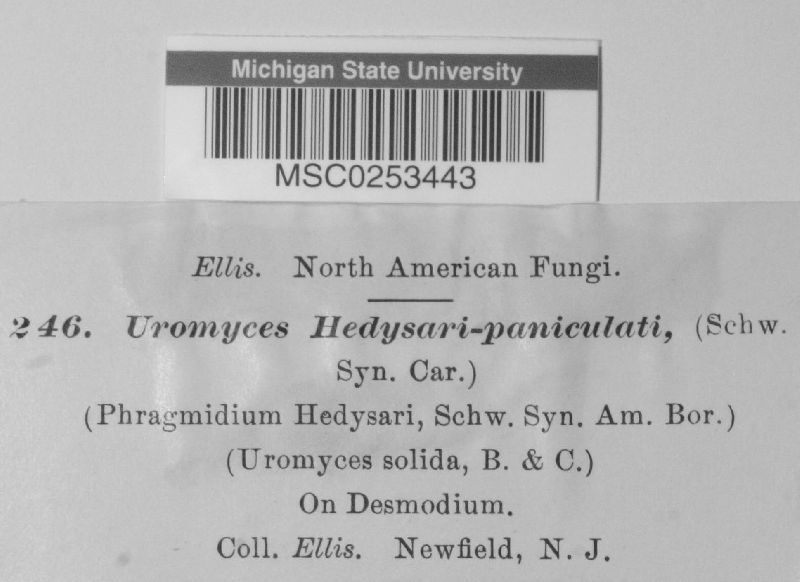 Michigan State University
MSC0253443
Ellis. North American Fungi.
246. Uromyces Hedysari-paniculati, (Schw.
Syn. Car.)
(Phragmidium Hedysari, Schw. Syn. Am. Bor.)
(Uromyces solida, B. & C.)
On Desmodium.
Coll. Ellis. Newfield, N. J.